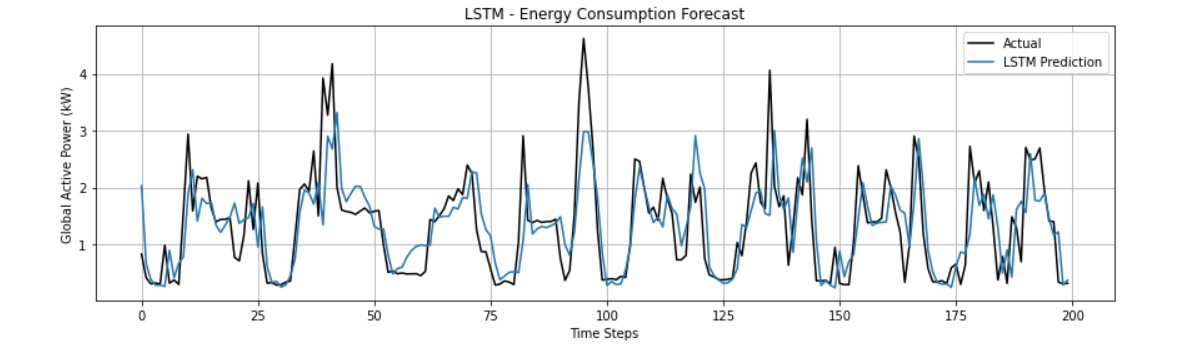 LSTM - Energy Consumption Forecast
Actual
LSTM Prediction
Global Active Power (kW)
4
3
2
1
0 25 50 75 100 125 150 175 200
Time Steps